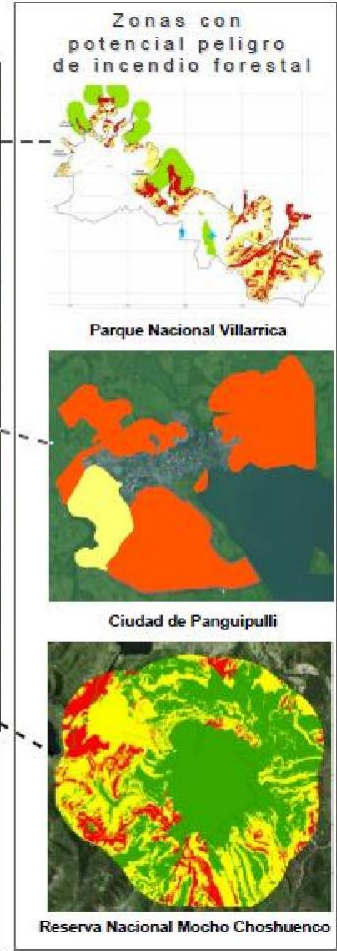 Zonas con
potencial peligro
de incendio forestal
Parque Nacional Villarrica
Ciudad de Panguipulli
Reserva Nacional Mocho Choshuenco